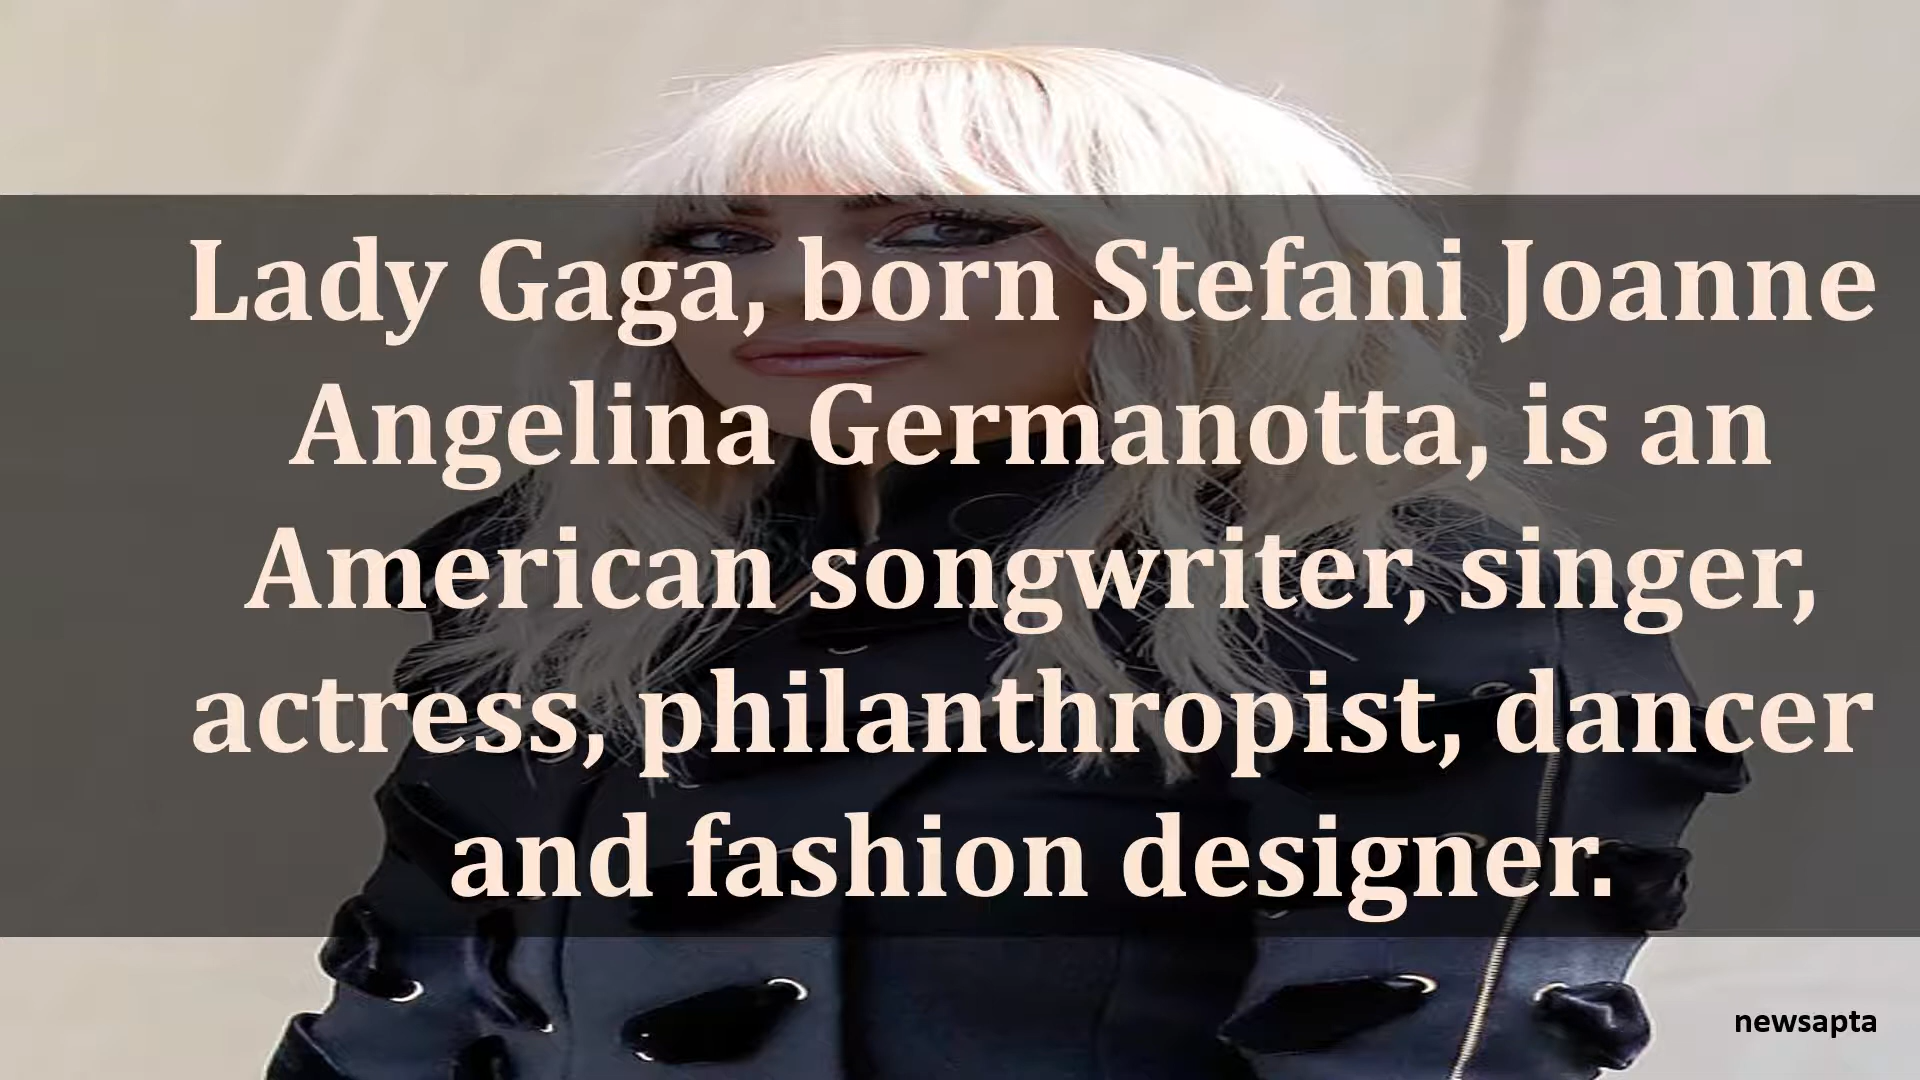 Lady Gaga, born Stefani Joanne
Angelina Germanotta, is an
American songwriter, singer,
actress, philanthropist, dancer
and fashion designer.
newsapta